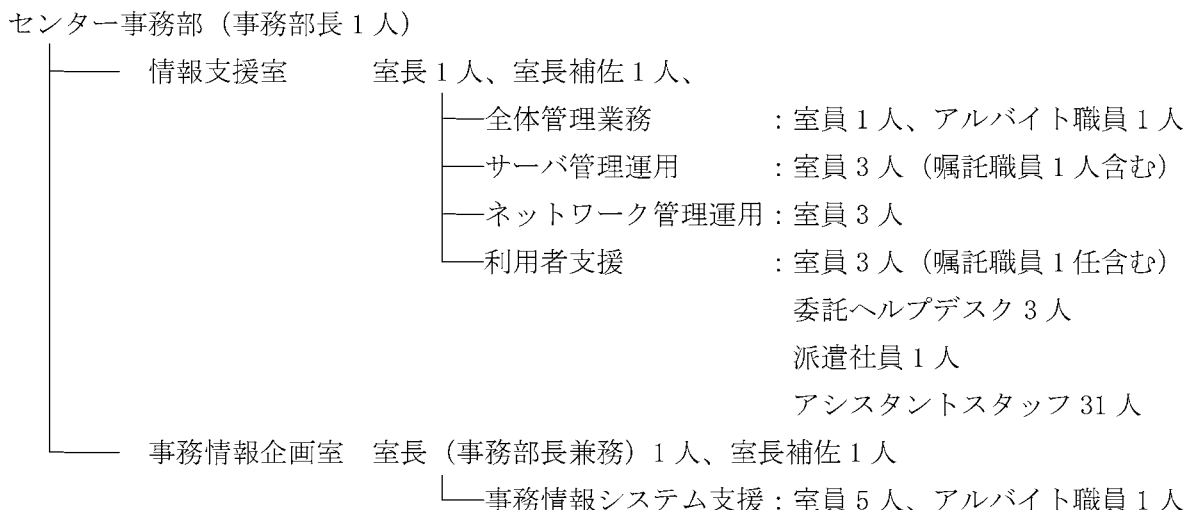 センター事務部(事務部長1人)
情報支援室 室長1人、室長補佐1人、
全体管理業務 :室員1人、アルバイト職員1人
サーバ管理運用 :室員3人(嘱託職員1人含む)
ネットワーク管理運用:室員3人
利用者支援 :室員3人(嘱託職員1任含む)
委託ヘルプデスク3人
派遣社員1人
アシスタントスタッフ31人
事務情報企画室 室長(事務部長兼務)1人、室長補佐1人
事務情報システム支援:室員5人、アルバイト職員1人